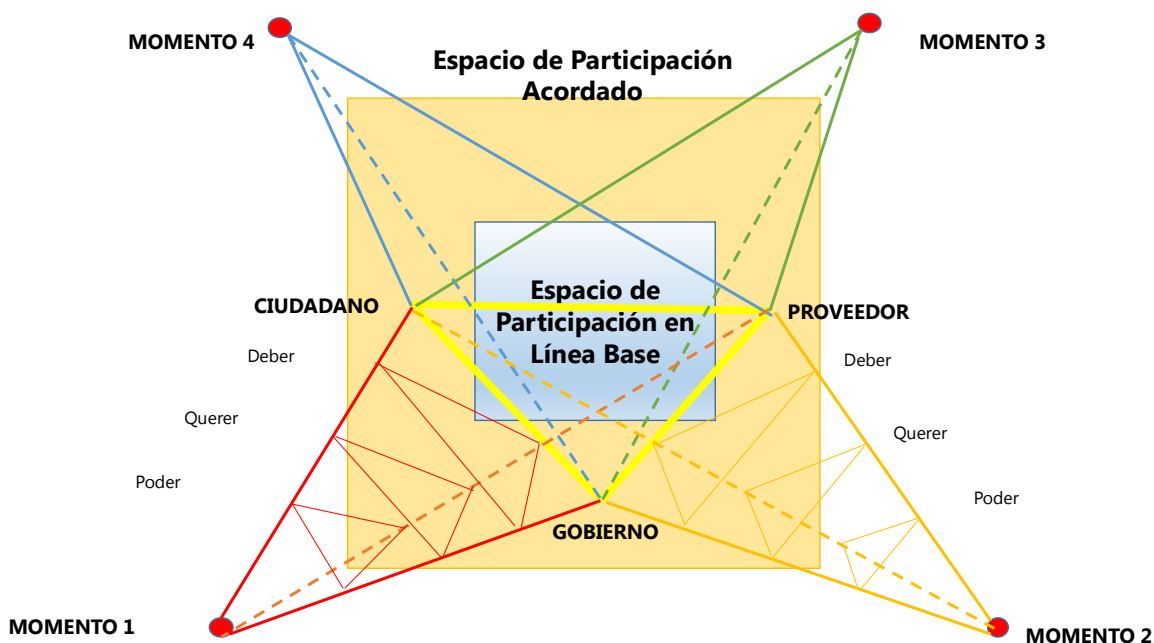 MOMENTO 4
MOMENTO 3
Espacio de Participación
Acordado
Espacio de
Participación en
Línea Base
CIUDADANO
PROVEEDOR
Deber
Deber
Querer
Querer
Poder
Poder
GOBIERNO
MOMENTO 1
MOMENTO 2